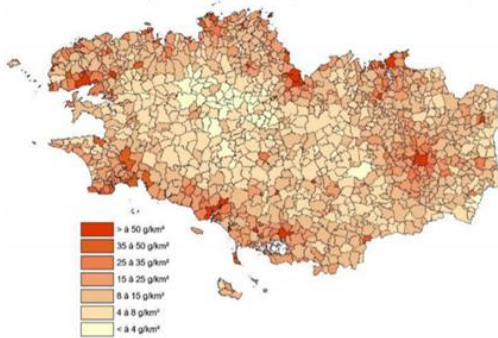 > à 50 g/km²
35 à 50 g/km²
25 à 35 g/km²
15 à 25 g/km²
8 à 15 g/km²
4 à 8 g/km²
< à 4 g/km²